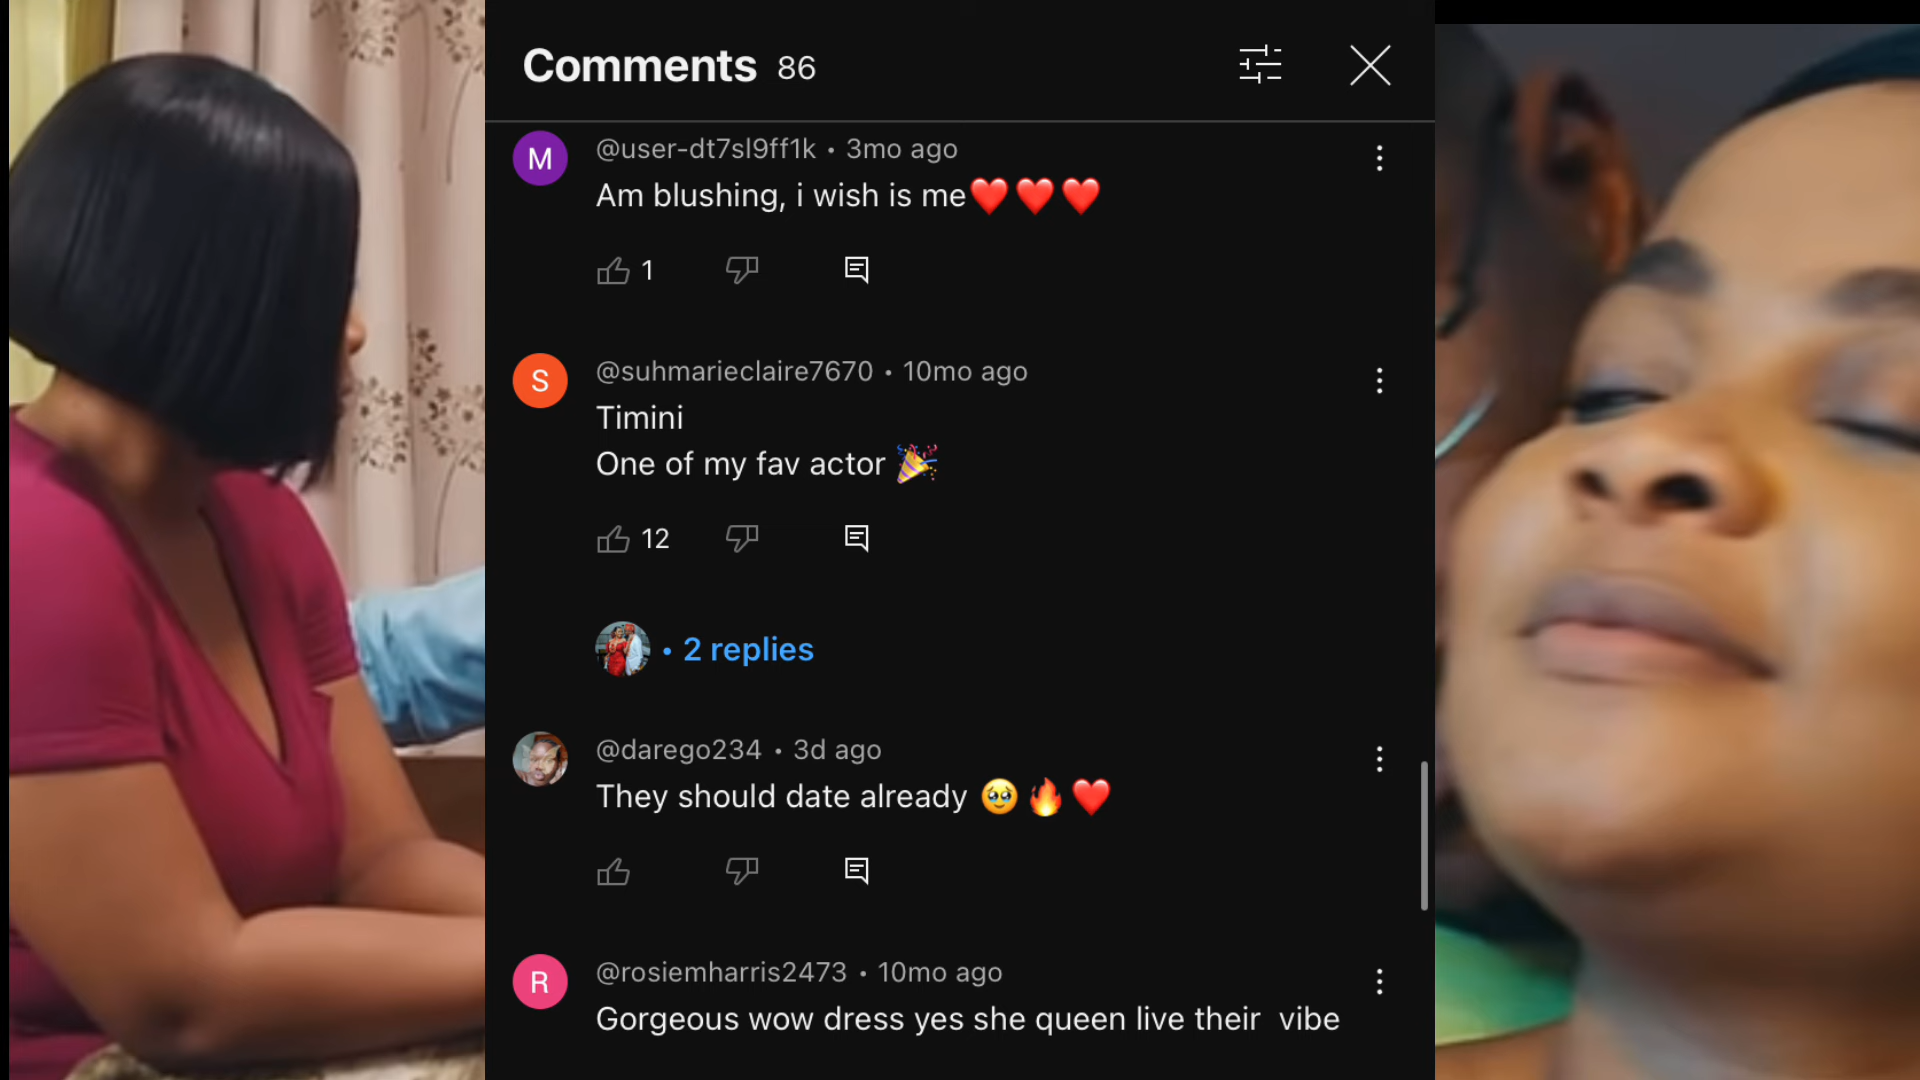 Comments 86
M
@user-dt7sl9ff1k • 3mo ago
Am blushing, i wish is me❤️❤️❤️
1
S
@suhmarieclaire7670 • 10mo ago
Timini
One of my fav actor 🎉
12
• 2 replies
@darego234 • 3d ago
They should date already 🥹🔥❤️
R
@rosiemharris2473 • 10mo ago
Gorgeous wow dress yes she queen live their  vibe